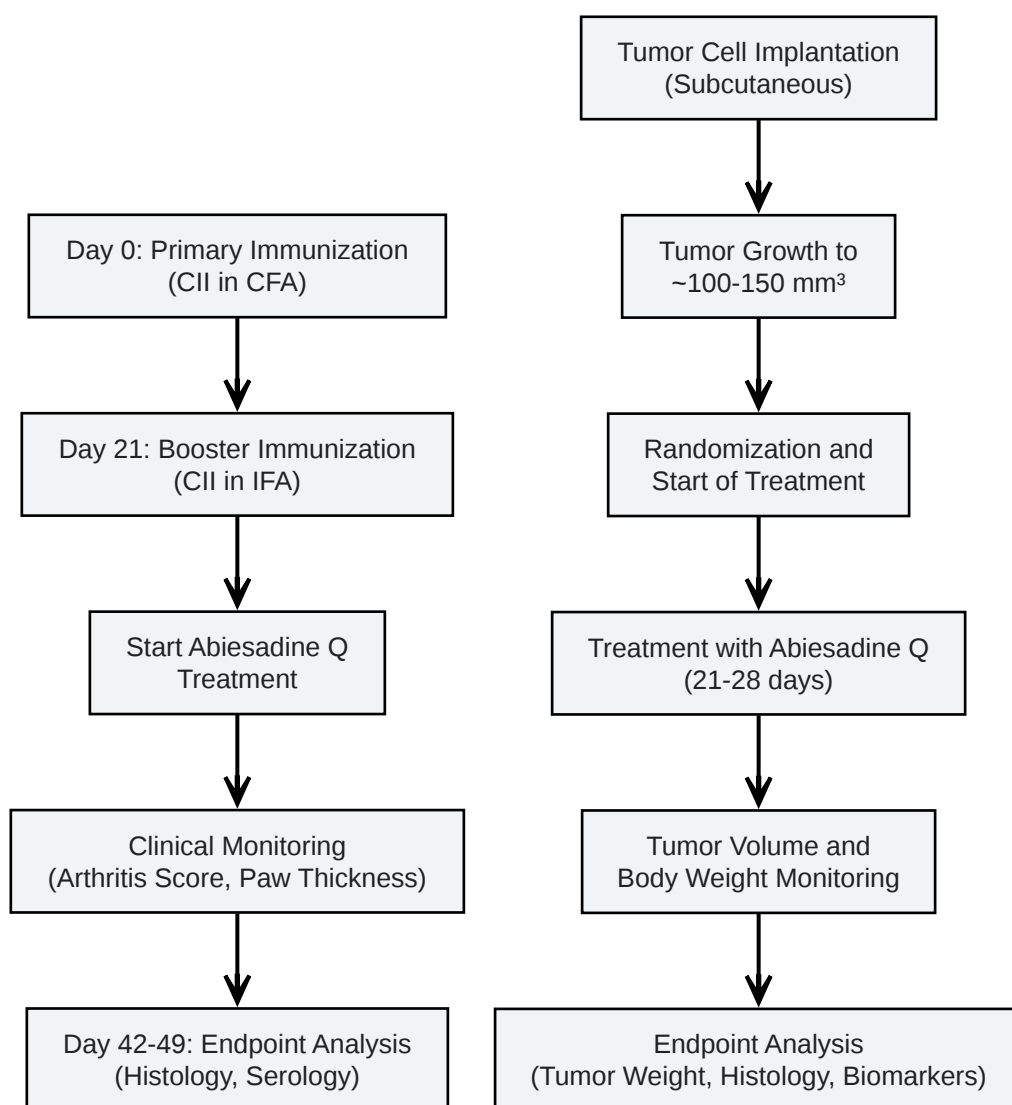 Day 0: Primary Immunization
(CII in CFA)
Day 21: Booster Immunization
(CII in IFA)
Start Abiesadine Q
Treatment
Clinical Monitoring
(Arthritis Score, Paw Thickness)
Day 42-49: Endpoint Analysis
(Histology, Serology)
Tumor Cell Implantation
(Subcutaneous)
Tumor Growth to
~100-150 mm³
Randomization and
Start of Treatment
Treatment with Abiesadine Q
(21-28 days)
Tumor Volume and
Body Weight Monitoring
Endpoint Analysis
(Tumor Weight, Histology, Biomarkers)